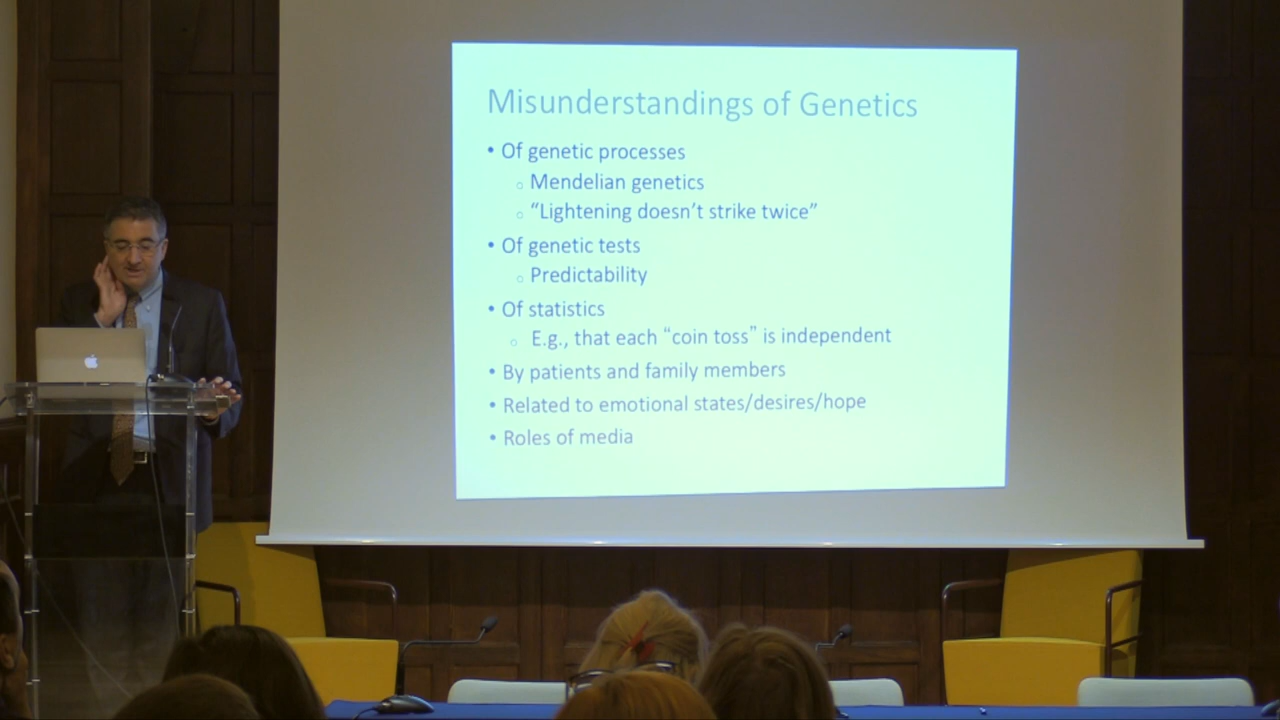 Misunderstandings of Genetics
• Of genetic processes
○ Mendelian genetics
○ “Lightening doesn’t strike twice”
• Of genetic tests
○ Predictability
• Of statistics
○ E.g., that each “coin toss” is independent
• By patients and family members
• Related to emotional states/desires/hope
• Roles of media